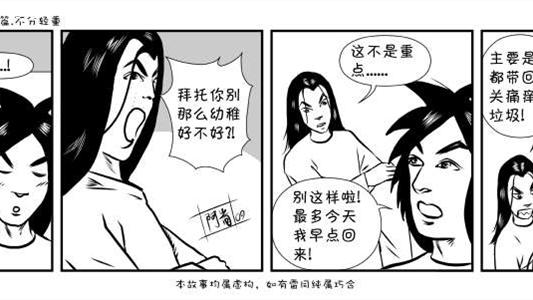 篇.不分轻重
..!
拜托你别
那么幼稚
好不好?!
阿堂09
这不是重
点......
别这样啦!
最多今天
我早点回
来!
主要是
都带回
关痛痒
垃圾!
本故事均属虚构,如有雷同纯属巧合